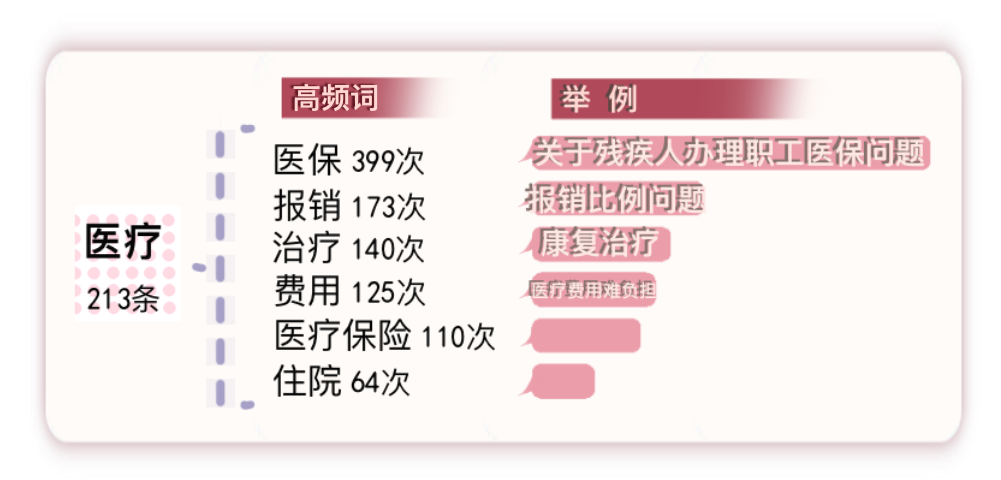 高频词 举 例
医疗
213条
医保 399次 关于残疾人办理职工医保问题
报销 173次 报销比例问题
治疗 140次 康复治疗
费用 125次 医疗费用难负担
医疗保险 110次
住院 64次